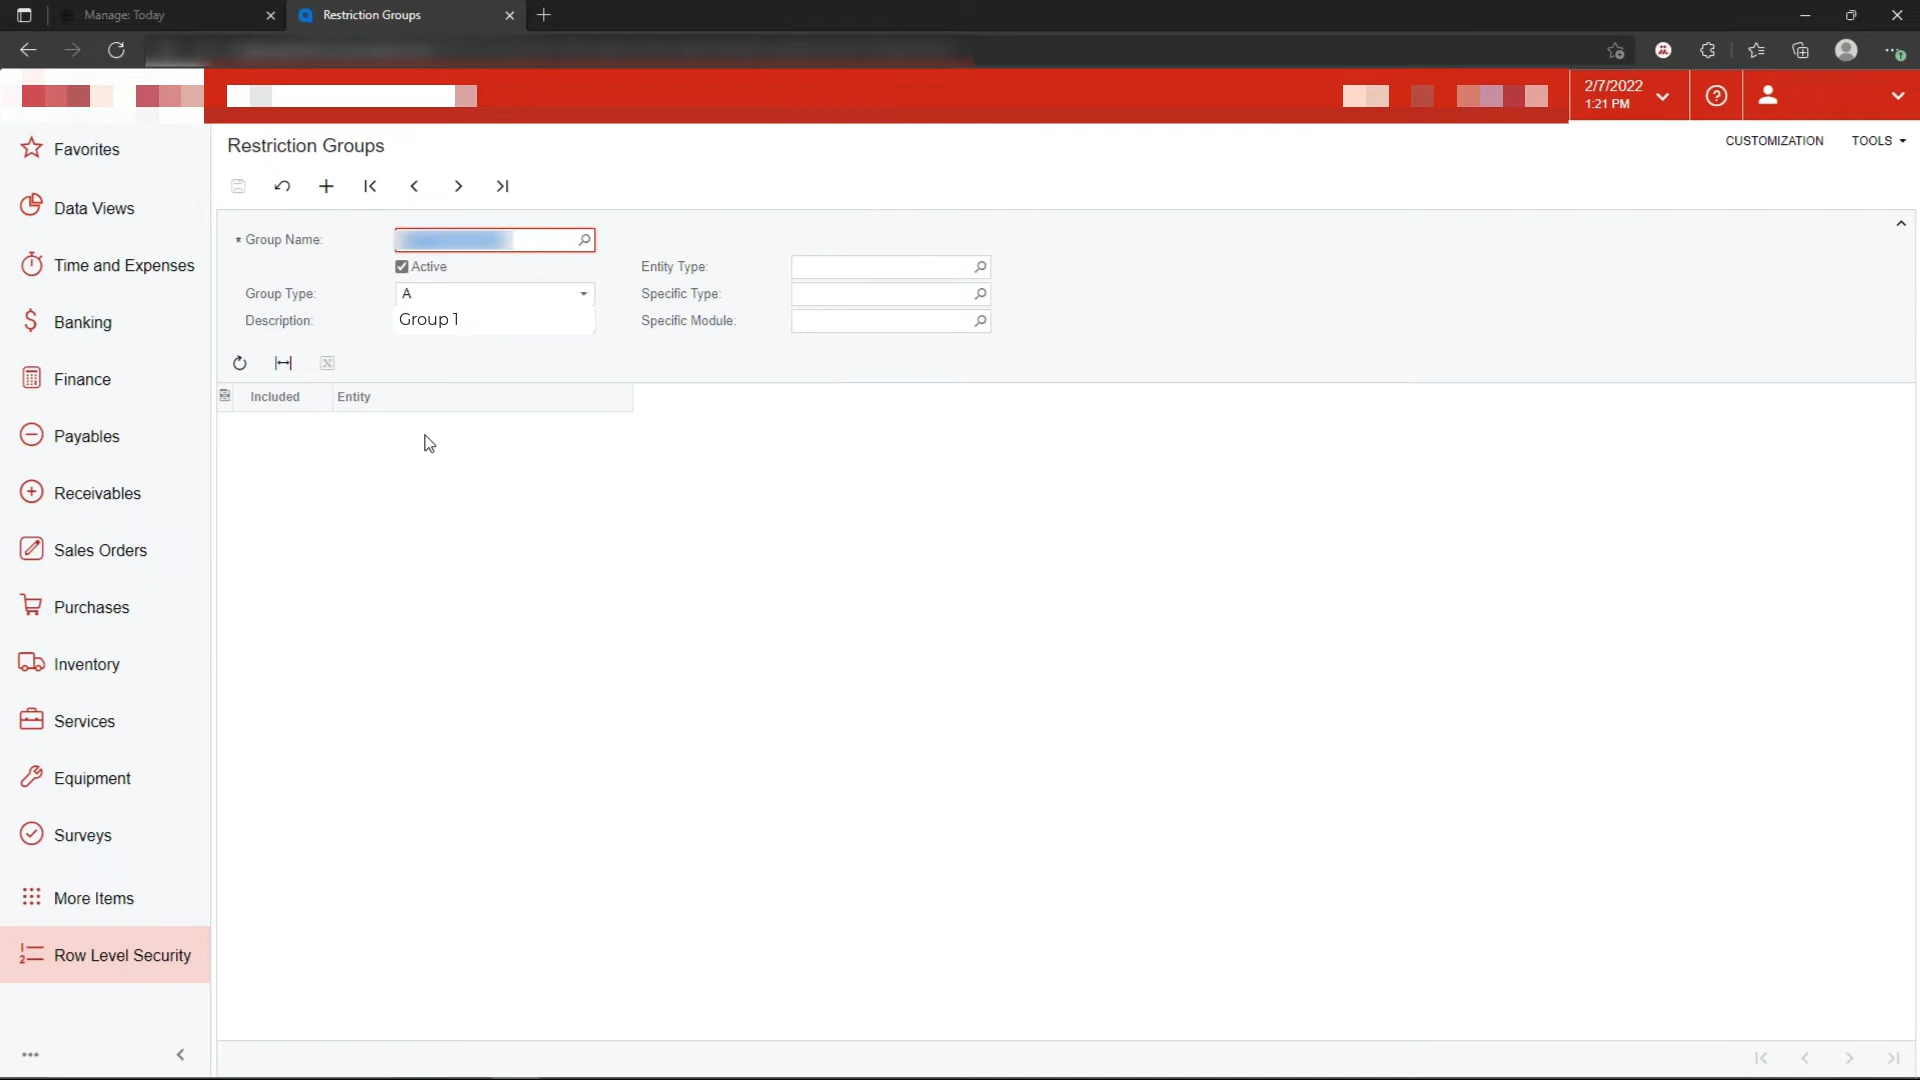 Manage: Today
Restriction Groups
2/7/2022
1:21 PM
Favorites
Data Views
Time and Expenses
Banking
Finance
Payables
Receivables
Sales Orders
Purchases
Inventory
Services
Equipment
Surveys
More Items
Row Level Security
Restriction Groups
CUSTOMIZATION
TOOLS
* Group Name:
Active
Entity Type:
Group Type:
A
Specific Type:
Description:
Group 1
Specific Module:
Included
Entity